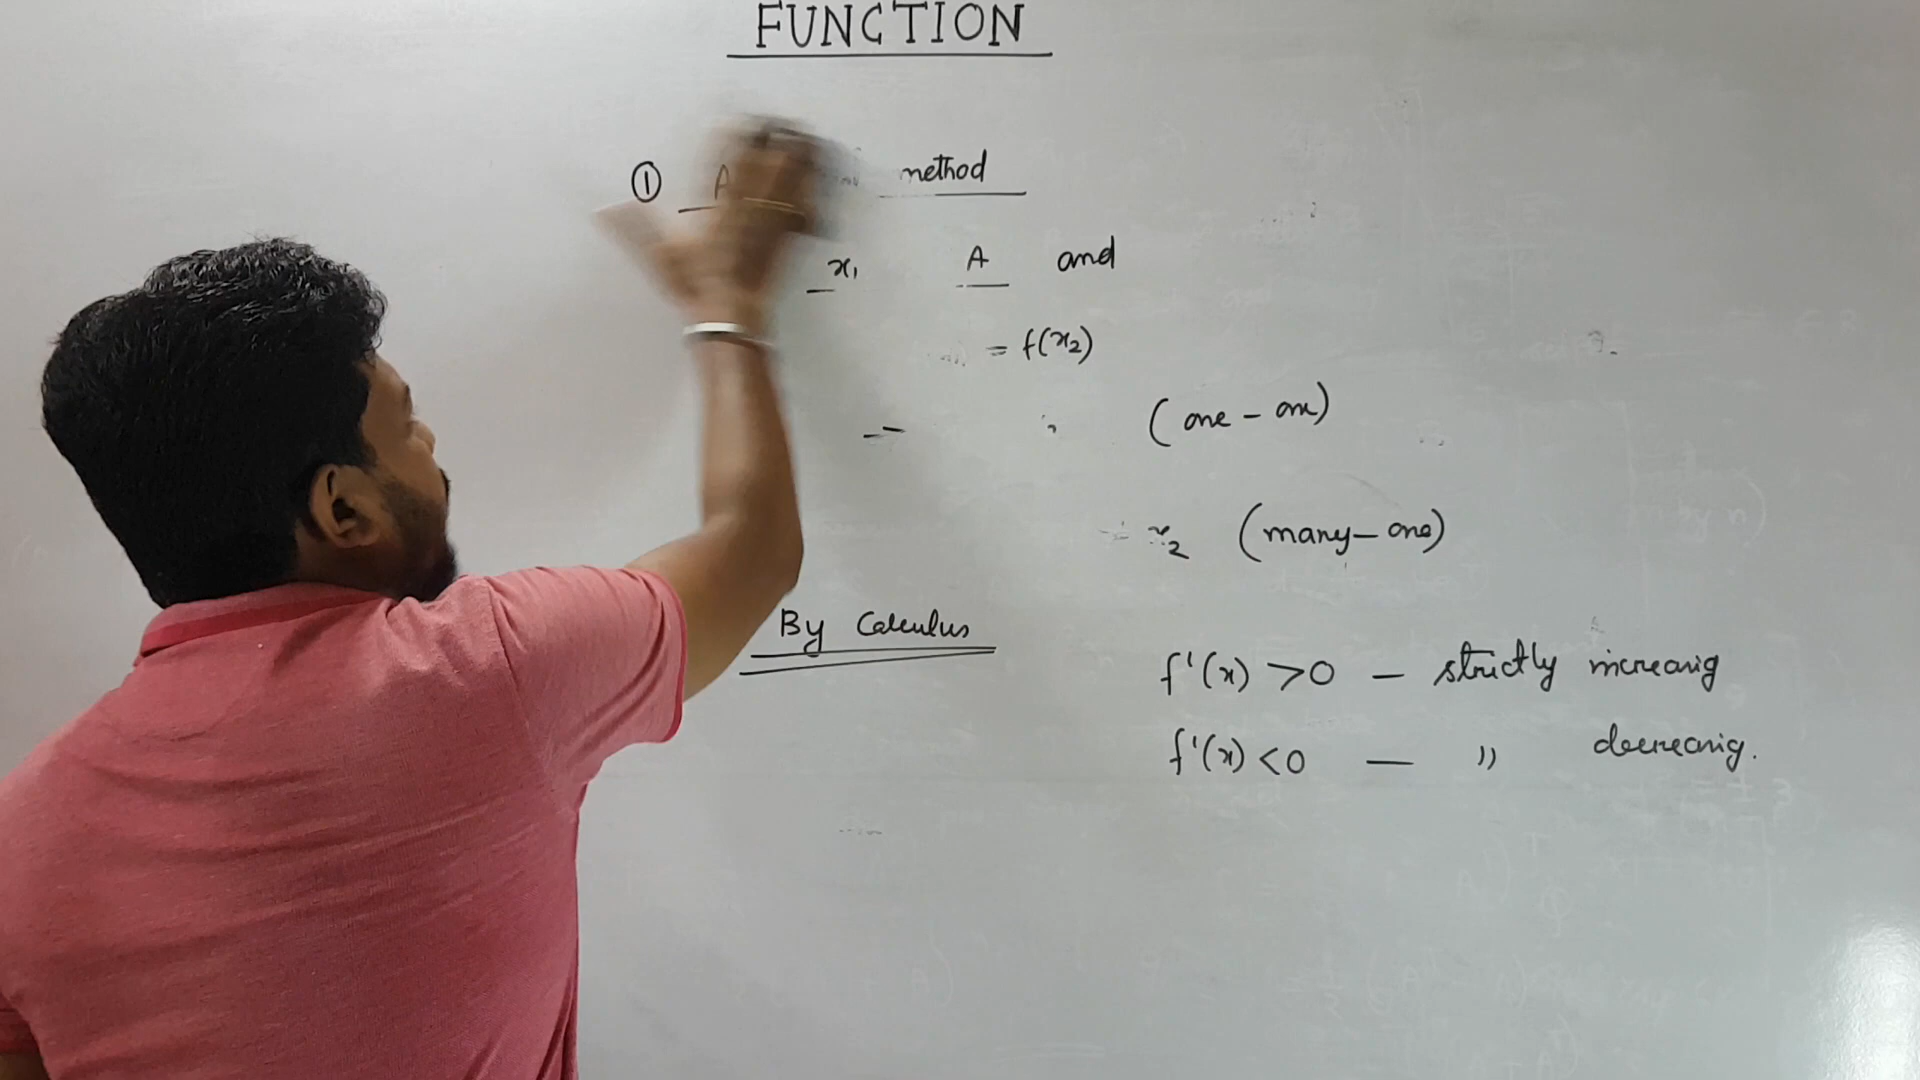 FUNCTION
① A method
x₁ A and
= f(x₂)
(one - one)
x₂ (many - one)
By Calculus
f'(x) > 0 — strictly increasing
f'(x) < 0 — " decreasing.